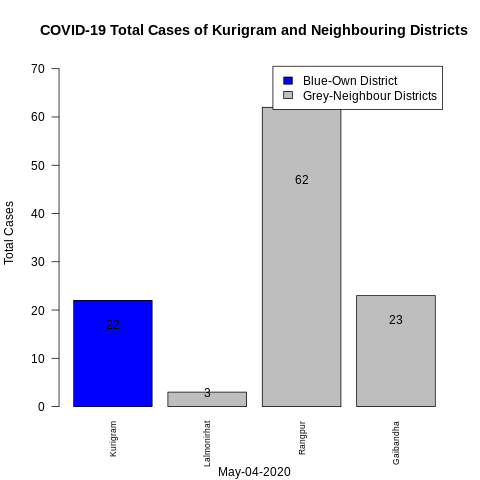 COVID-19 Total Cases of Kurigram and Neighbouring Districts
Blue-Own District
Grey-Neighbour Districts
Total Cases
70
60
50
40
30
20
10
0
22
3
62
23
Kurigram
Lalmonirhat
Rangpur
Gaibandha
May-04-2020